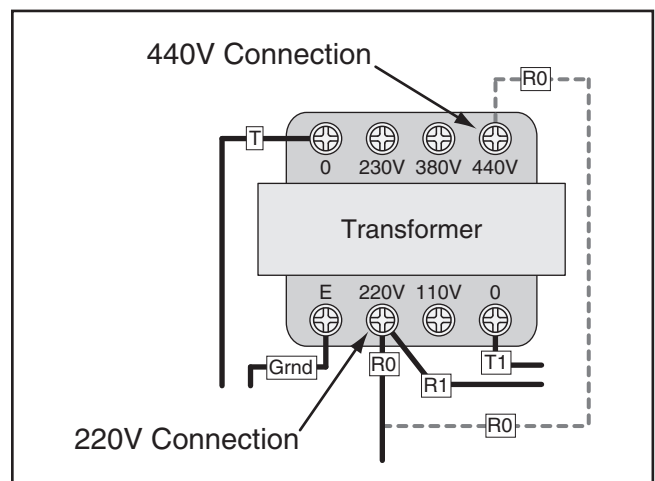 440V Connection
R0
T
0 230V 380V 440V
Transformer
E 220V 110V 0
Grnd R0 R1 T1
220V Connection
R0